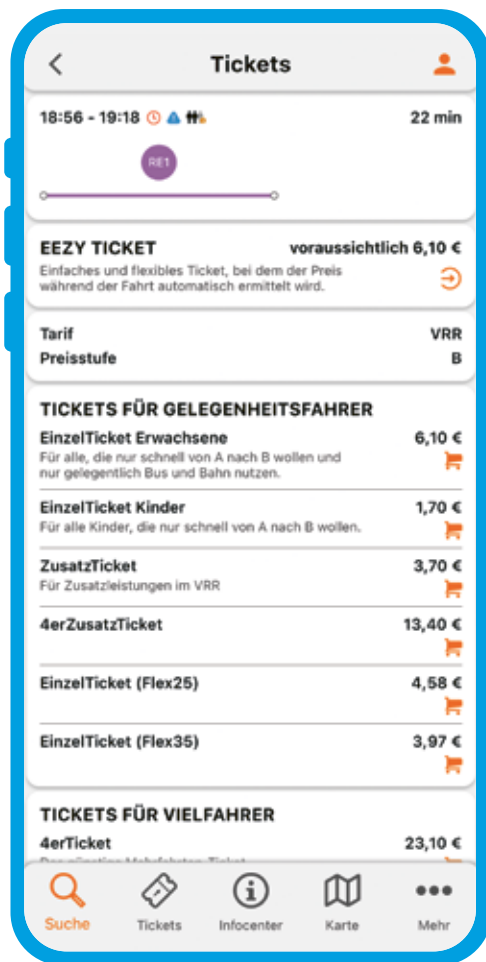 Tickets
18:56 - 19:18
22 min
RE1
EEZY TICKET
voraussichtlich 6,10 €
Einfaches und flexibles Ticket, bei dem der Preis
während der Fahrt automatisch ermittelt wird.
Tarif
VRR
Preisstufe
B
TICKETS FÜR GELEGENHEITSFAHRER
EinzelTicket Erwachsene
6,10 €
Für alle, die nur schnell von A nach B wollen und
nur gelegentlich Bus und Bahn nutzen.
EinzelTicket Kinder
1,70 €
Für alle Kinder, die nur schnell von A nach B wollen.
ZusatzTicket
3,70 €
Für Zusatzleistungen im VRR
4erZusatzTicket
13,40 €
EinzelTicket (Flex25)
4,58 €
EinzelTicket (Flex35)
3,97 €
TICKETS FÜR VIELFAHRER
4erTicket
23,10 €
Suche
Tickets
Infocenter
Karte
Mehr